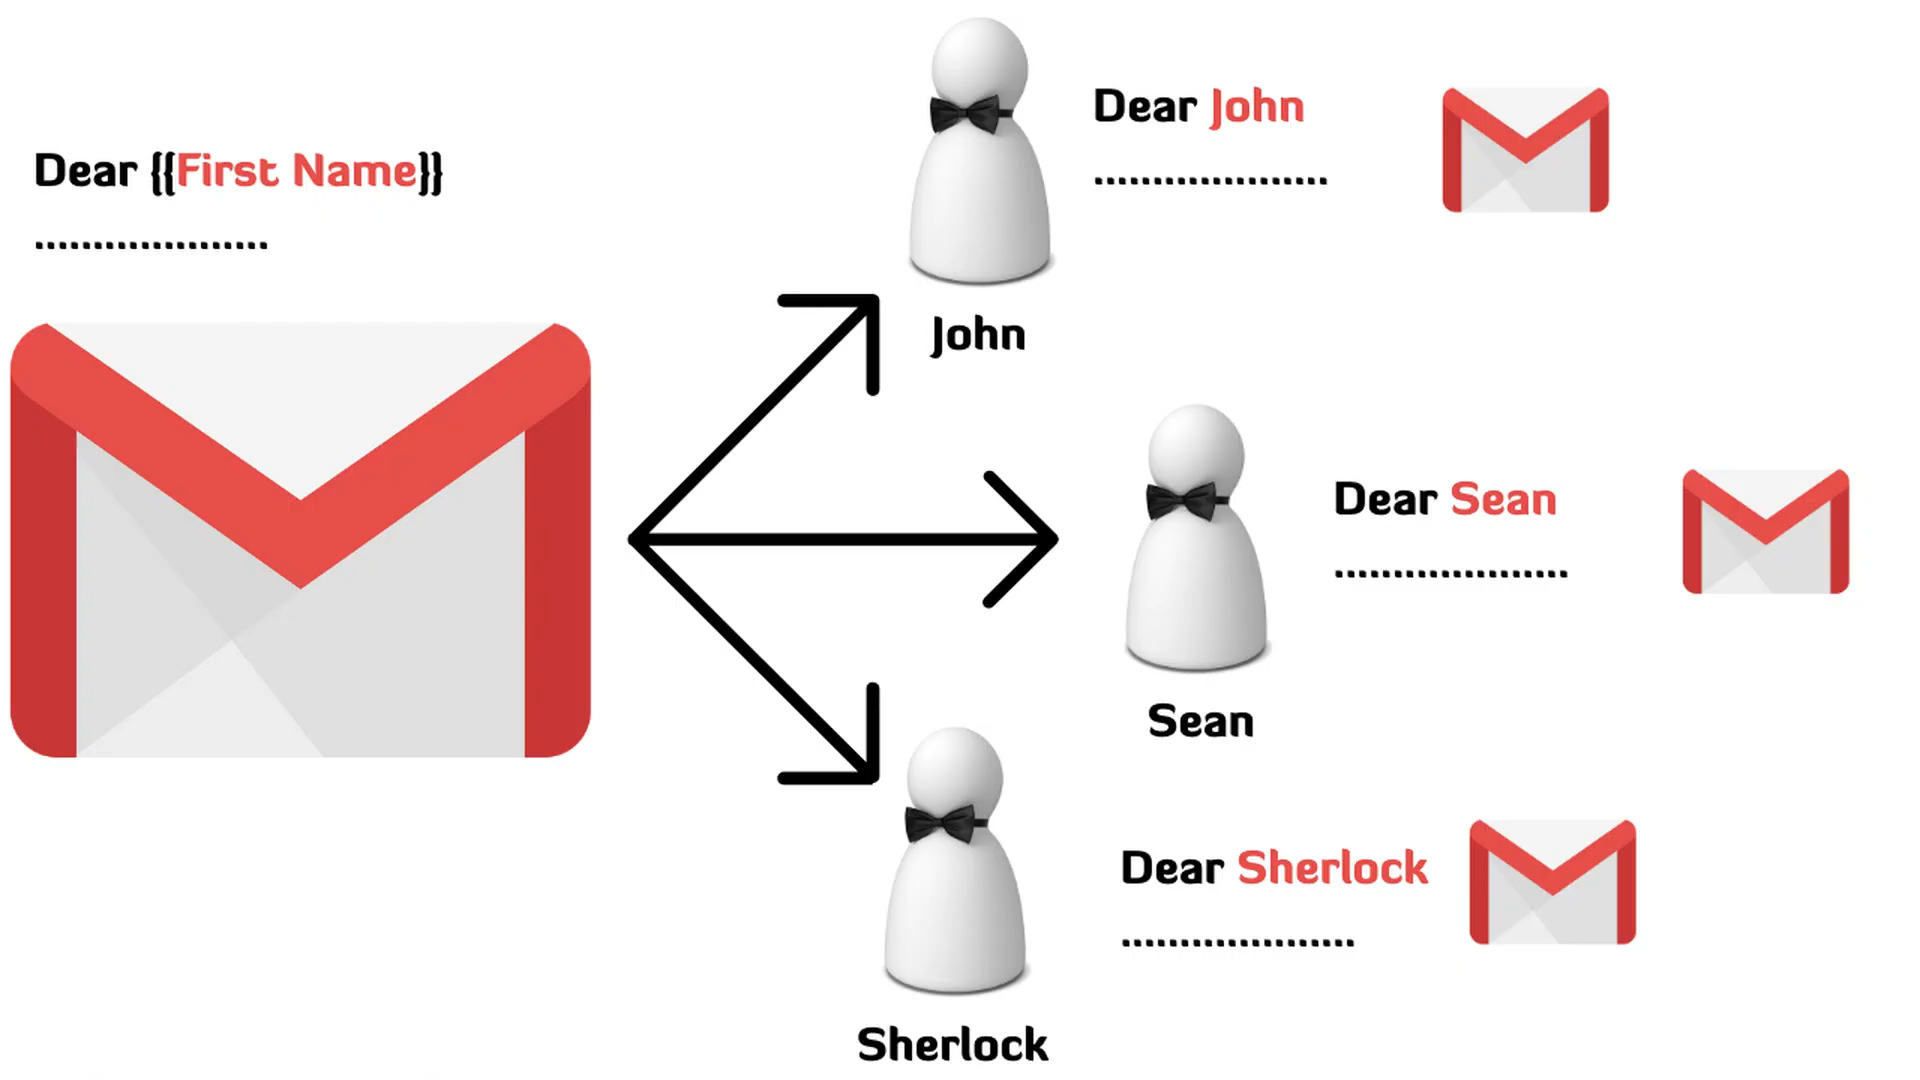 Dear {{First Name}}
....................
John
Dear John
....................
Sean
Dear Sean
....................
Sherlock
Dear Sherlock
....................